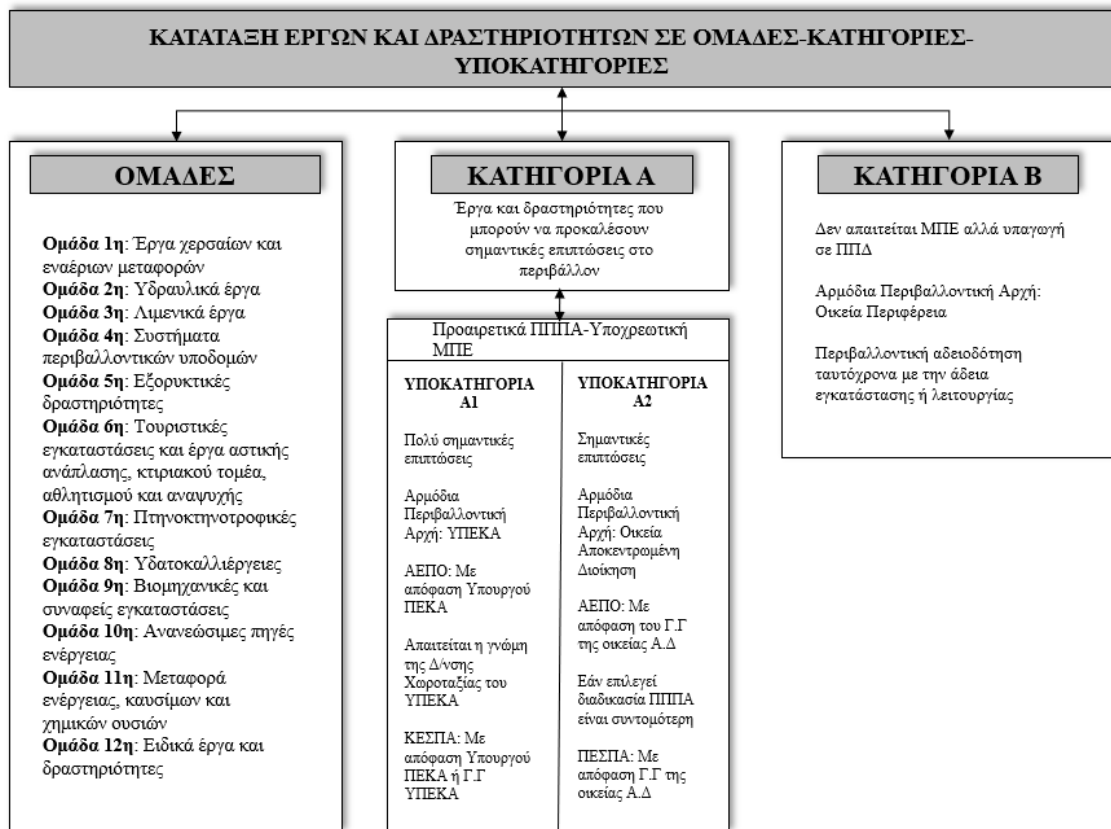 ΚΑΤΑΤΑΞΗ ΕΡΓΩΝ ΚΑΙ ΔΡΑΣΤΗΡΙΟΤΗΤΩΝ ΣΕ ΟΜΑΔΕΣ-ΚΑΤΗΓΟΡΙΕΣ-
ΥΠΟΚΑΤΗΓΟΡΙΕΣ
ΟΜΑΔΕΣ
Ομάδα 1η: Έργα χερσαίων και
εναέριων μεταφορών
Ομάδα 2η: Υδραυλικά έργα
Ομάδα 3η: Λιμενικά έργα
Ομάδα 4η: Συστήματα
περιβαλλοντικών υποδομών
Ομάδα 5η: Εξορυκτικές
δραστηριότητες
Ομάδα 6η: Τουριστικές
εγκαταστάσεις και έργα αστικής
ανάπλασης, κτιριακού τομέα,
αθλητισμού και αναψυχής
Ομάδα 7η: Πτηνοκτηνοτροφικές
εγκαταστάσεις
Ομάδα 8η: Υδατοκαλλιέργειες
Ομάδα 9η: Βιομηχανικές και
συναφείς εγκαταστάσεις
Ομάδα 10η: Ανανεώσιμες πηγές
ενέργειας
Ομάδα 11η: Μεταφορά
ενέργειας, καυσίμων και
χημικών ουσιών
Ομάδα 12η: Ειδικά έργα και
δραστηριότητες
ΚΑΤΗΓΟΡΙΑ Α
Έργα και δραστηριότητες που
μπορούν να προκαλέσουν
σημαντικές επιπτώσεις στο
περιβάλλον
Προαιρετικά ΠΠΠΑ-Υποχρεωτική
ΜΠΕ
ΥΠΟΚΑΤΗΓΟΡΙΑ
Α1
Πολύ σημαντικές
επιπτώσεις
Αρμόδια
Περιβαλλοντική
Αρχή: ΥΠΕΚΑ
ΑΕΠΟ: Με
απόφαση Υπουργού
ΠΕΚΑ
Απαιτείται η γνώμη
της Δ/νσης
Χωροταξίας του
ΥΠΕΚΑ
ΚΕΣΠΑ: Με
απόφαση Υπουργού
ΠΕΚΑ ή Γ.Γ
ΥΠΕΚΑ
ΥΠΟΚΑΤΗΓΟΡΙΑ
Α2
Σημαντικές
επιπτώσεις
Αρμόδια
Περιβαλλοντική
Αρχή: Οικεία
Αποκεντρωμένη
Διοίκηση
ΑΕΠΟ: Με
απόφαση του Γ.Γ
της οικείας Α.Δ
Εάν επιλεγεί
διαδικασία ΠΠΠΑ
είναι συντομότερη
ΠΕΣΠΑ: Με
απόφαση Γ.Γ της
οικείας Α.Δ
ΚΑΤΗΓΟΡΙΑ Β
Δεν απαιτείται ΜΠΕ αλλά υπαγωγή
σε ΠΠΔ
Αρμόδια Περιβαλλοντική Αρχή:
Οικεία Περιφέρεια
Περιβαλλοντική αδειοδότηση
ταυτόχρονα με την άδεια
εγκατάστασης ή λειτουργίας